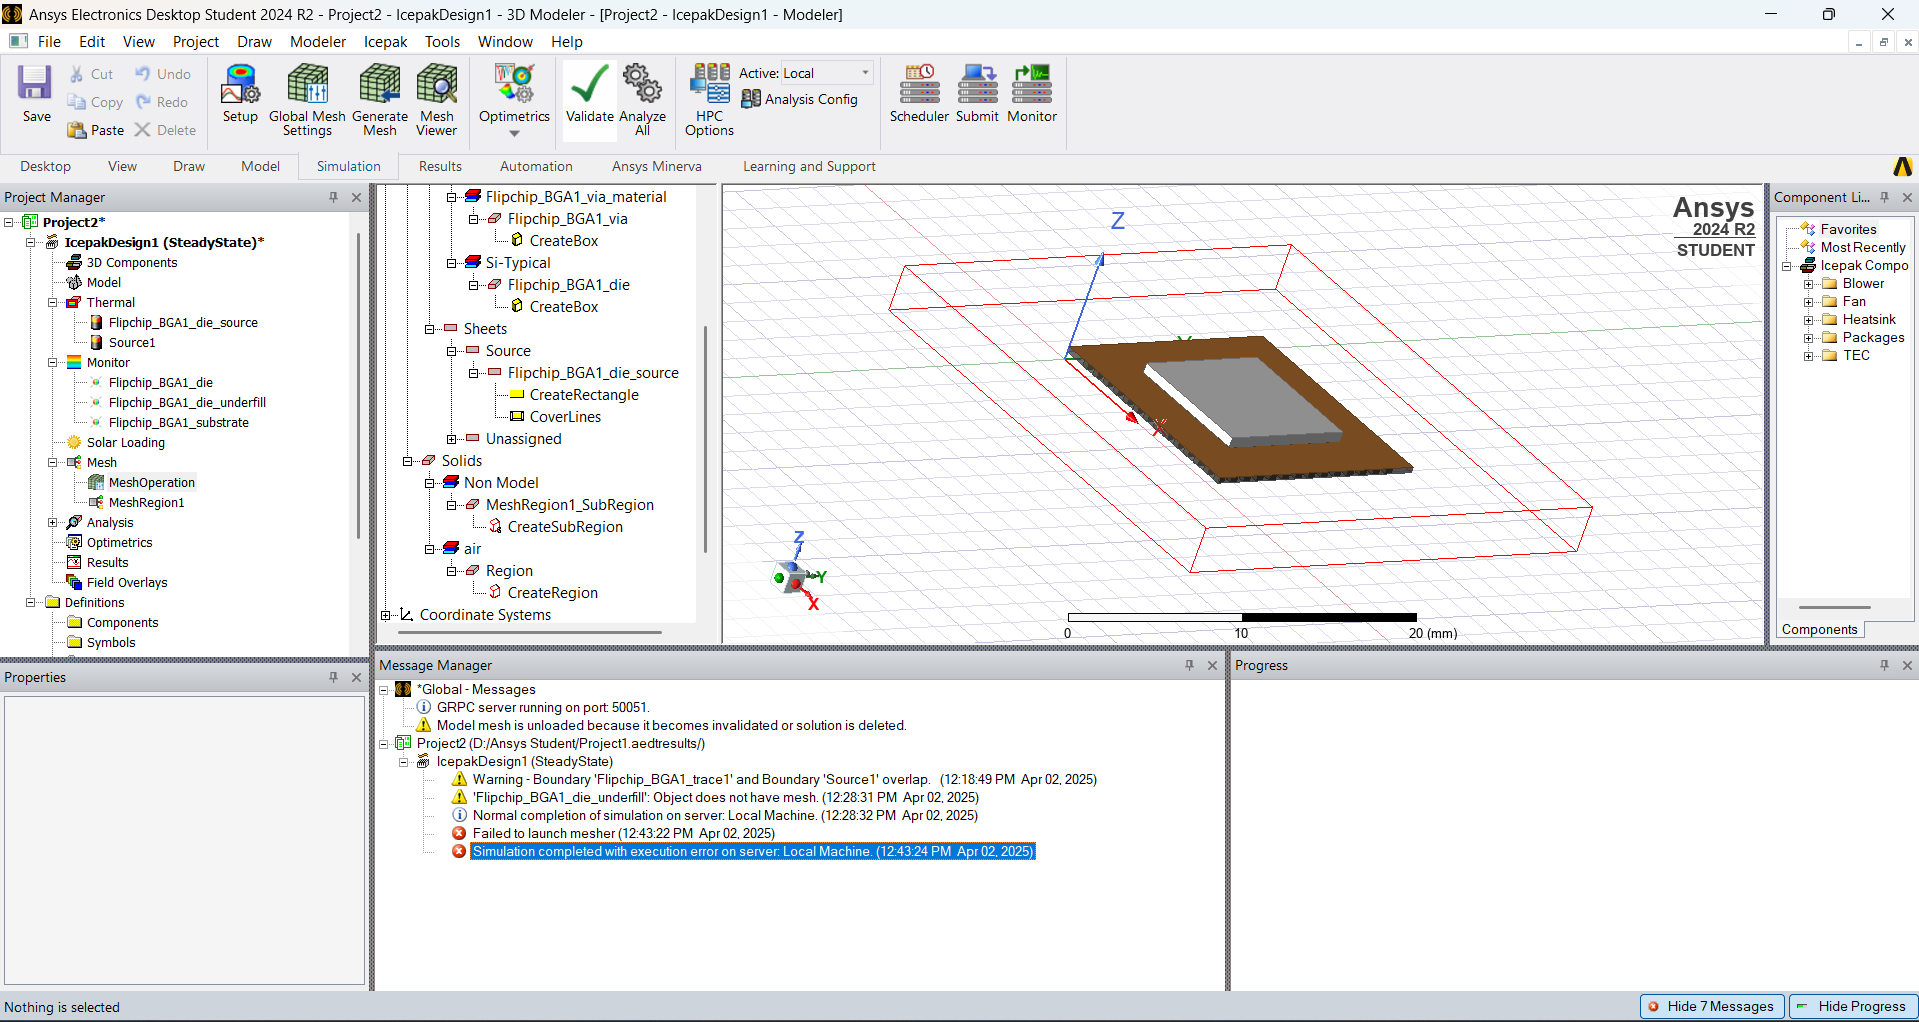 Ansys Electronics Desktop Student 2024 R2 - Project2 - IcepakDesign1 - 3D Modeler - [Project2 - IcepakDesign1 - Modeler]
File Edit View Project Draw Modeler Icepak Tools Window Help
Save
Cut
Copy
Paste
Undo
Redo
Delete
Setup
Global Mesh Settings
Generate Mesh
Mesh Viewer
Optimetrics
Validate
Analyze All
HPC Options
Active: Local
Analysis Config
Scheduler
Submit
Monitor
Desktop View Draw Model Simulation Results Automation Ansys Minerva Learning and Support
Project Manager
Project2*
IcepakDesign1 (SteadyState)*
3D Components
Model
Thermal
Flipchip_BGA1_die_source
Source1
Monitor
Flipchip_BGA1_die
Flipchip_BGA1_die_underfill
Flipchip_BGA1_substrate
Solar Loading
Mesh
MeshOperation
MeshRegion1
Analysis
Optimetrics
Results
Field Overlays
Definitions
Components
Symbols
Properties
Flipchip_BGA1_via_material
Flipchip_BGA1_via
CreateBox
Si-Typical
Flipchip_BGA1_die
CreateBox
Sheets
Source
Flipchip_BGA1_die_source
CreateRectangle
CoverLines
Unassigned
Solids
Non Model
MeshRegion1_SubRegion
CreateSubRegion
air
Region
CreateRegion
Coordinate Systems
Z
X
Z
Y
X
Ansys
2024 R2
STUDENT
0 10 20 (mm)
Component Li...
Favorites
Most Recently
Icepak Compo
Blower
Fan
Heatsink
Packages
TEC
Components
Message Manager
*Global - Messages
GRPC server running on port: 50051.
Model mesh is unloaded because it becomes invalidated or solution is deleted.
Project2 (D:/Ansys Student/Project1.aedtresults/)
IcepakDesign1 (SteadyState)
Warning - Boundary 'Flipchip_BGA1_trace1' and Boundary 'Source1' overlap. (12:18:49 PM Apr 02, 2025)
'Flipchip_BGA1_die_underfill': Object does not have mesh. (12:28:31 PM Apr 02, 2025)
Normal completion of simulation on server: Local Machine. (12:28:32 PM Apr 02, 2025)
Failed to launch mesher (12:43:22 PM Apr 02, 2025)
Simulation completed with execution error on server: Local Machine. (12:43:24 PM Apr 02, 2025)
Progress
Nothing is selected
Hide 7 Messages
Hide Progress